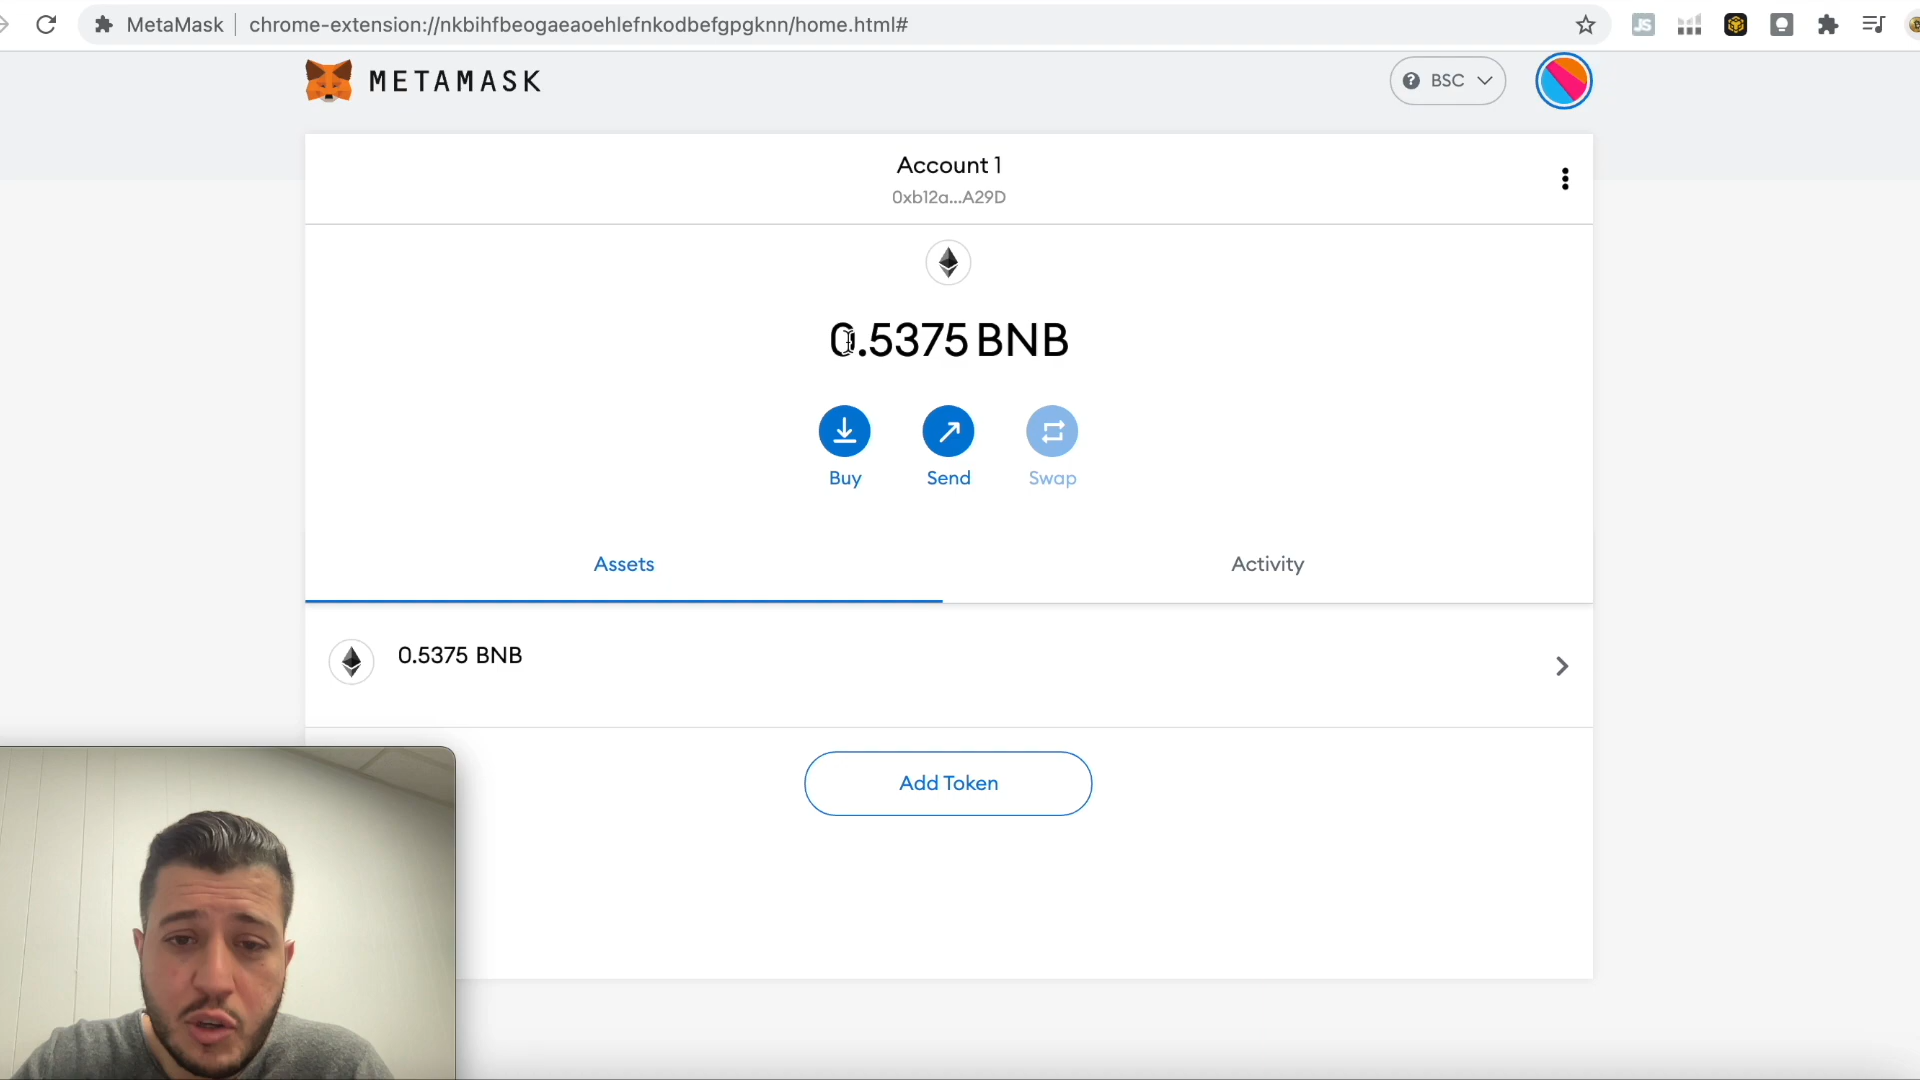 MetaMask
chrome-extension://nkbihfbeogaeaoehlefnkodbefgpgknn/home.html#
JS
METAMASK
? BSC
Account 1
0xb12a...A29D
0.5375 BNB
Buy
Send
Swap
Assets
Activity
0.5375 BNB
Add Token